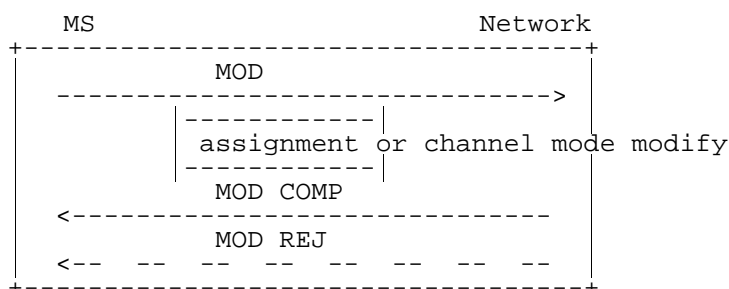 MS Network
MOD
assignment or channel mode modify
MOD COMP
MOD REJ